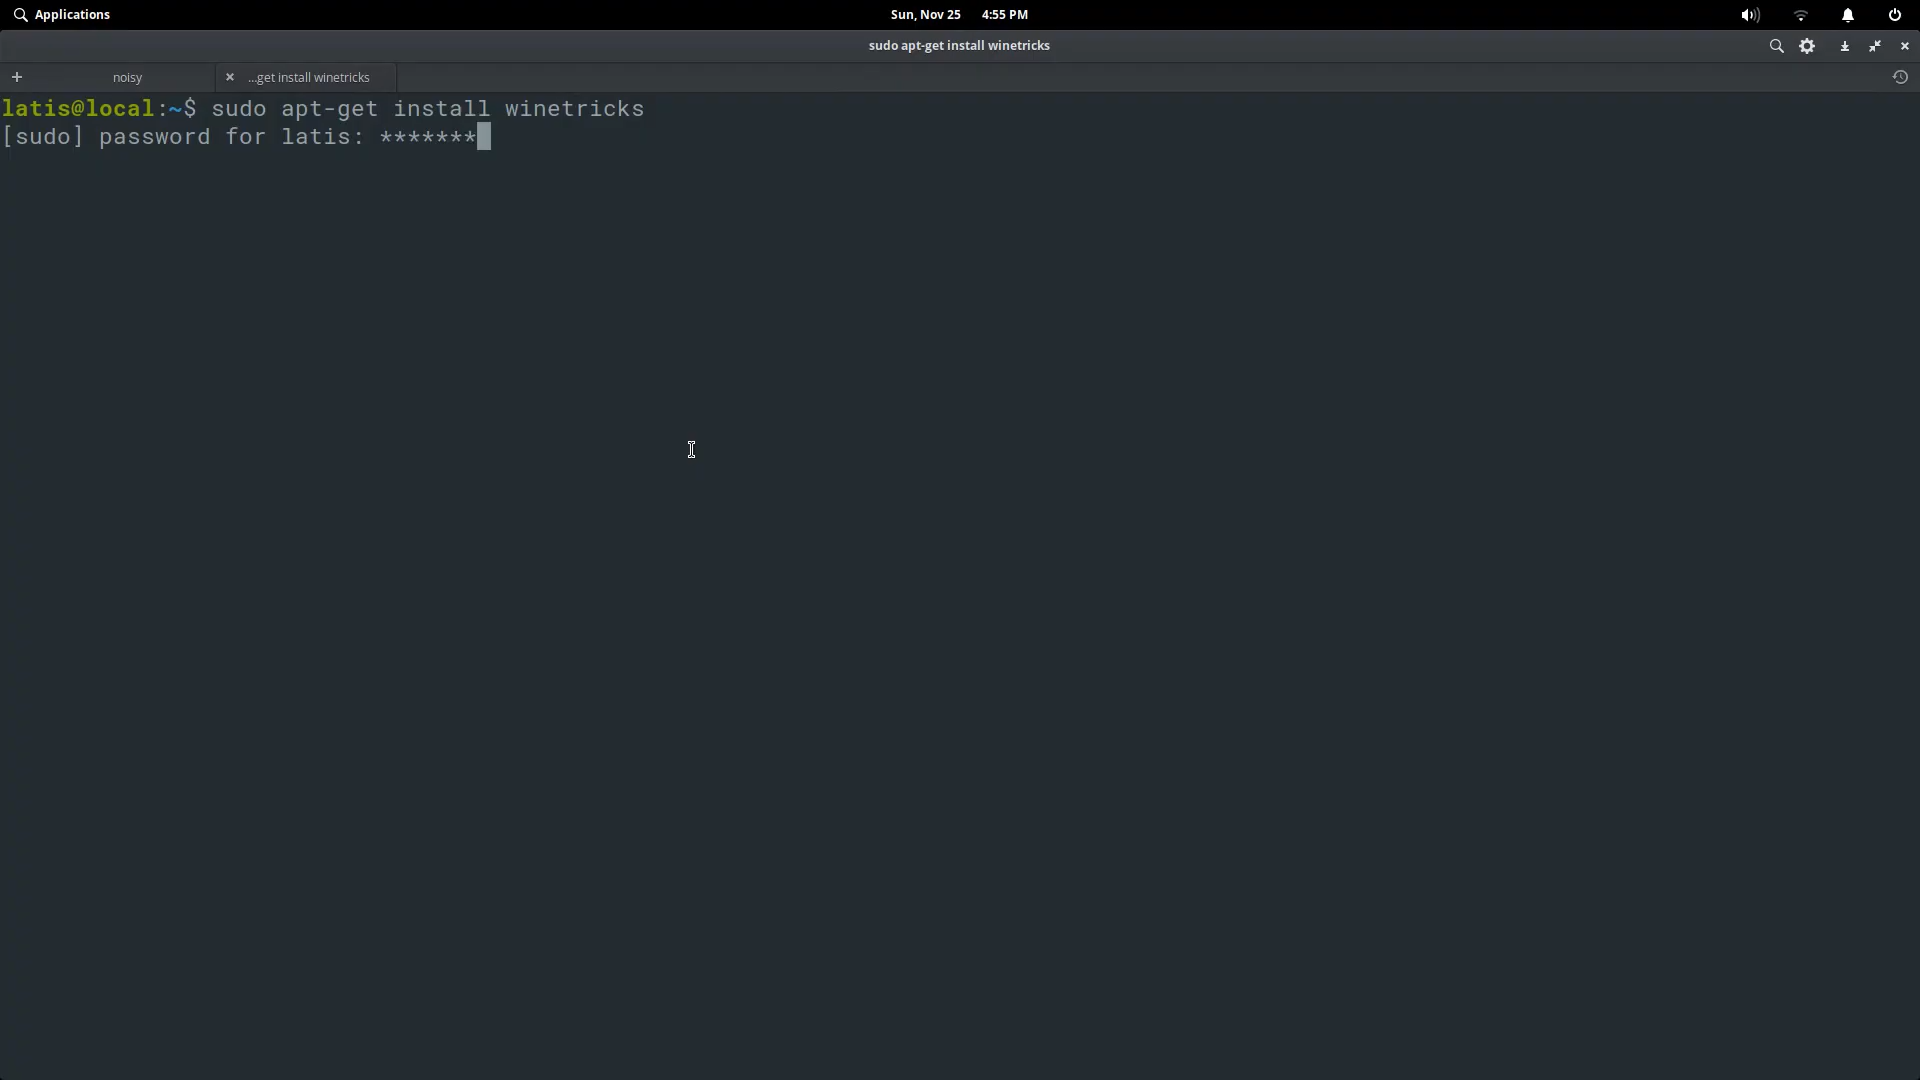 Applications
Sun, Nov 25 4:55 PM
sudo apt-get install winetricks
noisy
...get install winetricks
latis@local:~$ sudo apt-get install winetricks
[sudo] password for latis: *******